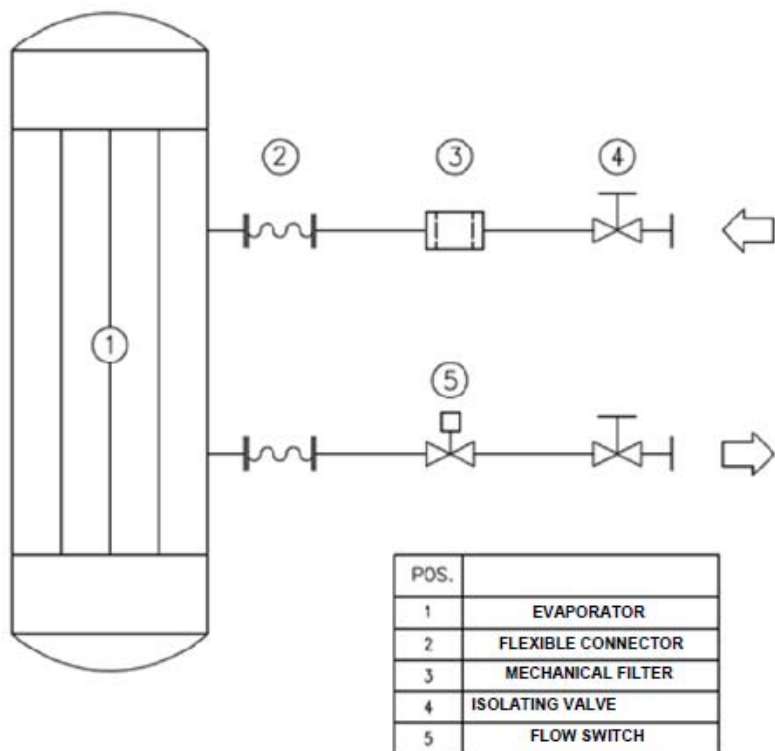 2
3
4
1
5
POS.
1 EVAPORATOR
2 FLEXIBLE CONNECTOR
3 MECHANICAL FILTER
4 ISOLATING VALVE
5 FLOW SWITCH